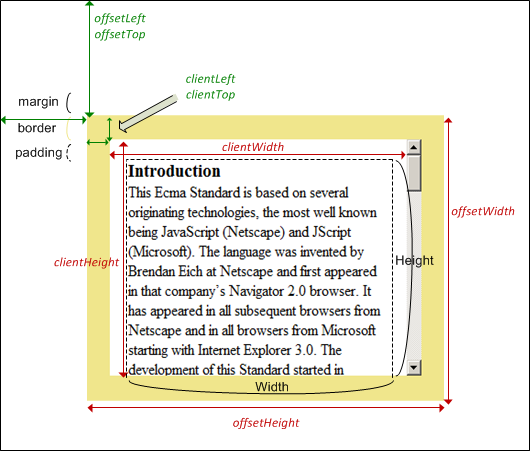 offsetLeft
offsetTop
clientLeft
clientTop
margin
border
padding
clientWidth
Introduction
This Ecma Standard is based on several
originating technologies, the most well known
being JavaScript (Netscape) and JScript
(Microsoft). The language was invented by
Brendan Eich at Netscape and first appeared
in that company's Navigator 2.0 browser. It
has appeared in all subsequent browsers from
Netscape and in all browsers from Microsoft
starting with Internet Explorer 3.0. The
development of this Standard started in
offsetWidth
clientHeight
Height
Width
offsetHeight